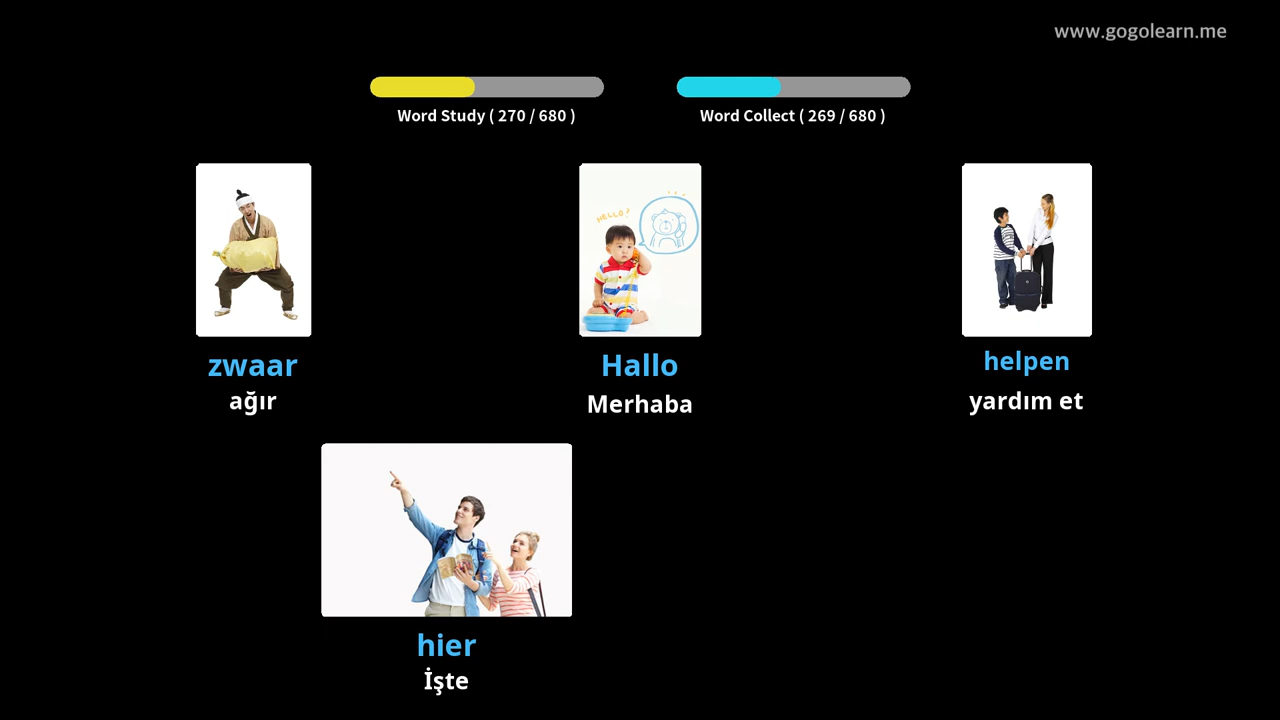 www.gogolearn.me
Word Study ( 270 / 680 )
Word Collect ( 269 / 680 )
HELLO?
zwaar
Hallo
helpen
ağır
Merhaba
yardım et
hier
İşte